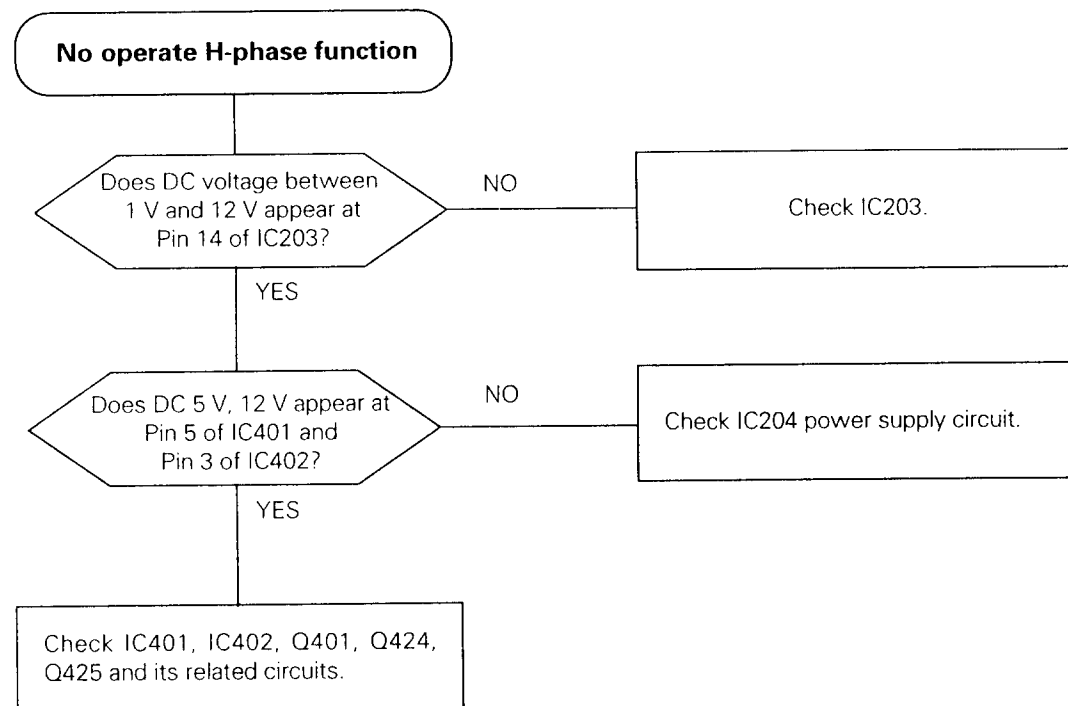 No operate H-phase function
Does DC voltage between
1 V and 12 V appear at
Pin 14 of IC203?
NO
Check IC203.
YES
Does DC 5 V, 12 V appear at
Pin 5 of IC401 and
Pin 3 of IC402?
NO
Check IC204 power supply circuit.
YES
Check IC401, IC402, Q401, Q424,
Q425 and its related circuits.